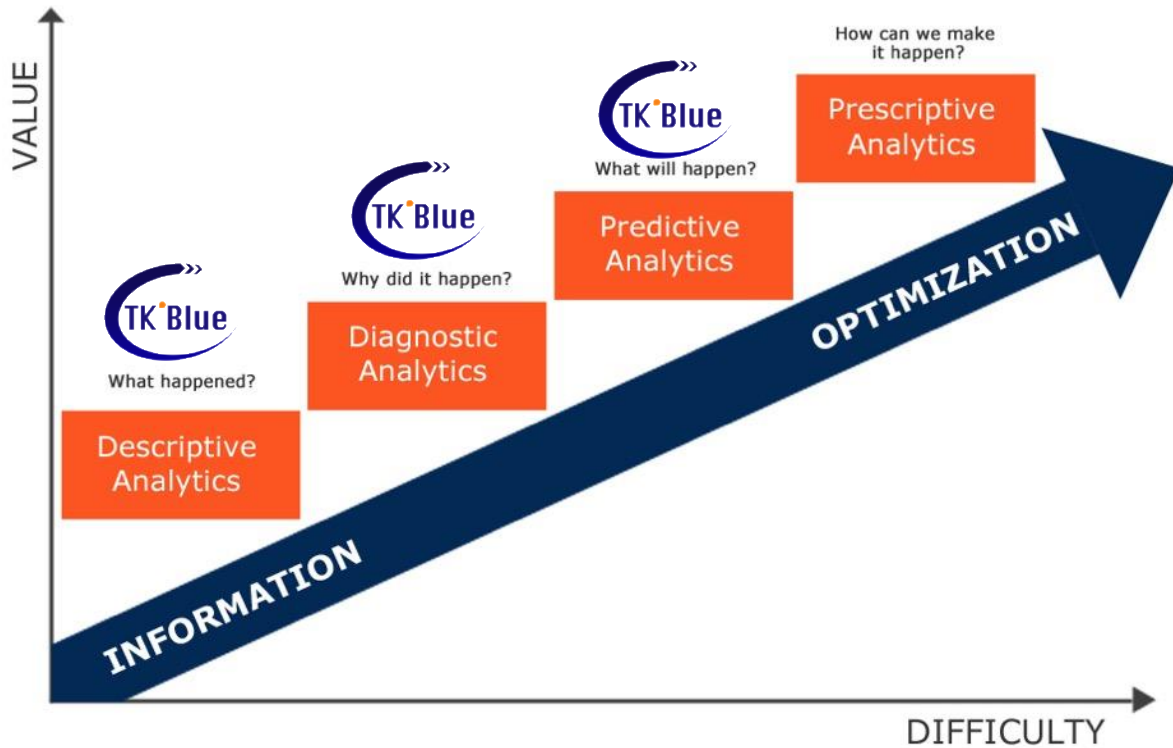 VALUE
How can we make
it happen?
Prescriptive
Analytics
TK'Blue
What will happen?
Predictive
Analytics
TK'Blue
Why did it happen?
Diagnostic
Analytics
TK'Blue
What happened?
Descriptive
Analytics
INFORMATION
OPTIMIZATION
DIFFICULTY